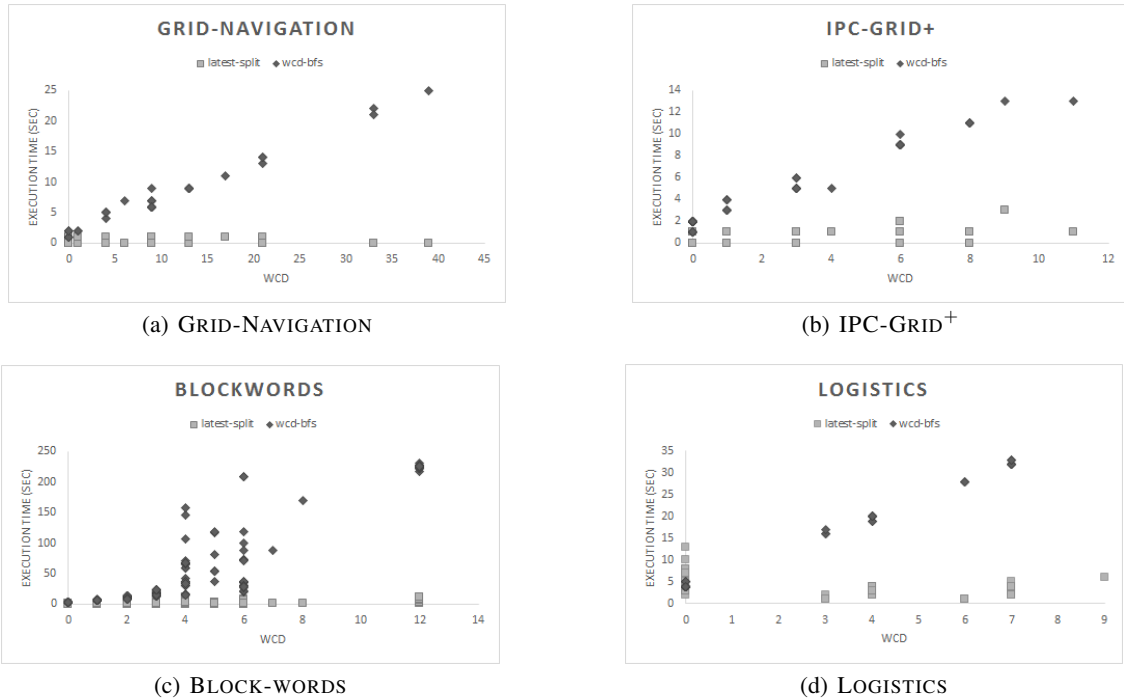 GRID-NAVIGATION
latest-split wcd-bfs
EXECUTION TIME (SEC)
25
20
15
10
5
0
0 5 10 15 20 25 30 35 40 45
WCD
(a) GRID-NAVIGATION
IPC-GRID+
latest-split wcd-bfs
EXECUTION TIME (SEC)
14
12
10
8
6
4
2
0
0 2 4 6 8 10 12
WCD
(b) IPC-GRID+
BLOCKWORDS
latest-split wcd-bfs
EXECUTION TIME (SEC)
250
200
150
100
50
0
0 2 4 6 8 10 12 14
WCD
(c) BLOCK-WORDS
LOGISTICS
latest-split wcd-bfs
EXECUTION TIME (SEC)
35
30
25
20
15
10
5
0
0 1 2 3 4 5 6 7 8 9
WCD
(d) LOGISTICS